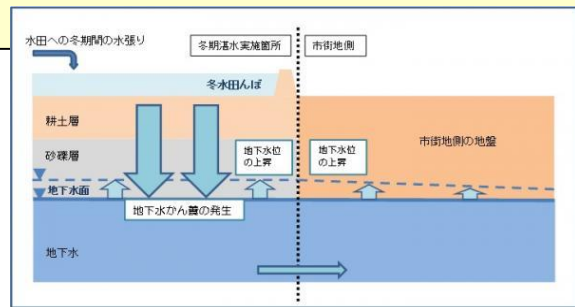 水田への冬期間の水張り
冬期湛水実施箇所
市街地側
冬水田んぼ
耕土層
砂礫層
地下水位
の上昇
地下水位
の上昇
市街地側の地盤
地下水面
地下水かん養の発生
地下水